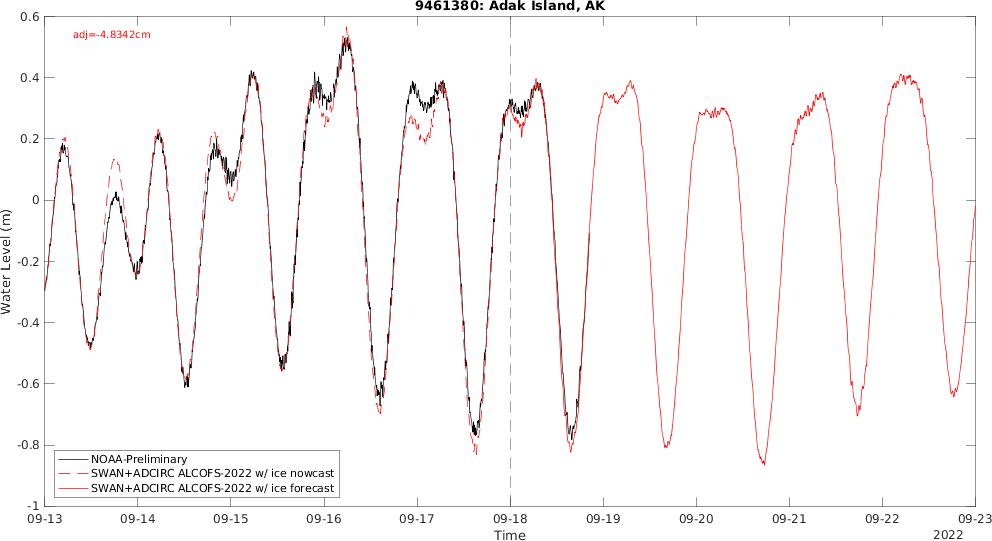 9461380: Adak Island, AK
adj=-4.8342cm
0.6
0.4
0.2
0
-0.2
-0.4
-0.6
-0.8
-1
Water Level (m)
NOAA-Preliminary
SWAN+ADCIRC ALCOFS-2022 w/ ice nowcast
SWAN+ADCIRC ALCOFS-2022 w/ ice forecast
09-13 09-14 09-15 09-16 09-17 09-18 09-19 09-20 09-21 09-22 09-23
Time
2022